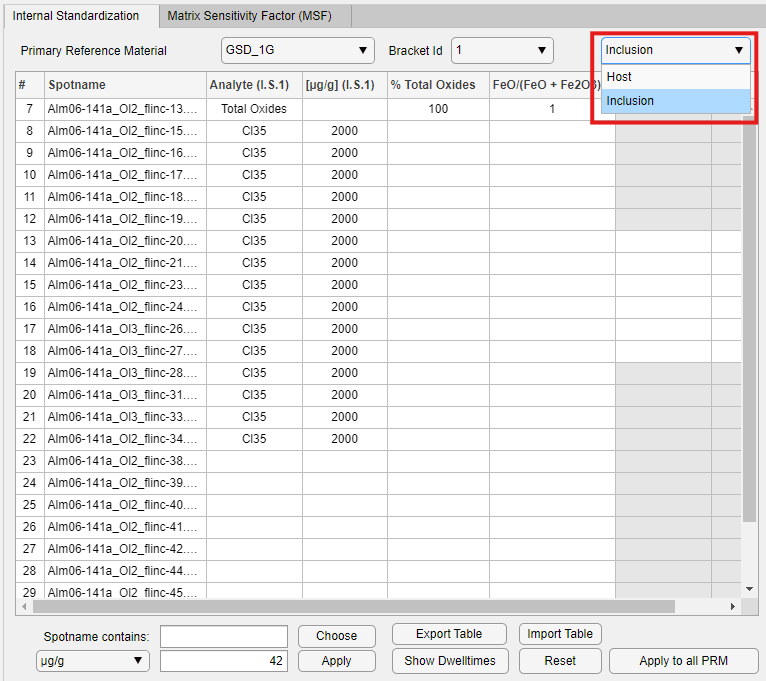 Internal Standardization Matrix Sensitivity Factor (MSF)
Primary Reference Material GSD_1G Bracket Id 1 Inclusion
Host
Inclusion
# Spotname Analyte (I.S.1) [µg/g] (I.S.1) % Total Oxides FeO/(FeO + Fe2O3)
7 Alm06-141a_Ol2_flinc-13.... Total Oxides 100 1
8 Alm06-141a_Ol2_flinc-15.... Cl35 2000
9 Alm06-141a_Ol2_flinc-16.... Cl35 2000
10 Alm06-141a_Ol2_flinc-17.... Cl35 2000
11 Alm06-141a_Ol2_flinc-18.... Cl35 2000
12 Alm06-141a_Ol2_flinc-19.... Cl35 2000
13 Alm06-141a_Ol2_flinc-20.... Cl35 2000
14 Alm06-141a_Ol2_flinc-21.... Cl35 2000
15 Alm06-141a_Ol2_flinc-23.... Cl35 2000
16 Alm06-141a_Ol2_flinc-24.... Cl35 2000
17 Alm06-141a_Ol3_flinc-26.... Cl35 2000
18 Alm06-141a_Ol3_flinc-27.... Cl35 2000
19 Alm06-141a_Ol3_flinc-28.... Cl35 2000
20 Alm06-141a_Ol3_flinc-31.... Cl35 2000
21 Alm06-141a_Ol3_flinc-33.... Cl35 2000
22 Alm06-141a_Ol2_flinc-34.... Cl35 2000
23 Alm06-141a_Ol2_flinc-38....
24 Alm06-141a_Ol2_flinc-39....
25 Alm06-141a_Ol2_flinc-40....
26 Alm06-141a_Ol2_flinc-41....
27 Alm06-141a_Ol2_flinc-42....
28 Alm06-141a_Ol2_flinc-44....
29 Alm06-141a_Ol2_flinc-45....
Spotname contains: Choose Export Table Import Table
µg/g 42 Apply Show Dwelltimes Reset Apply to all PRM